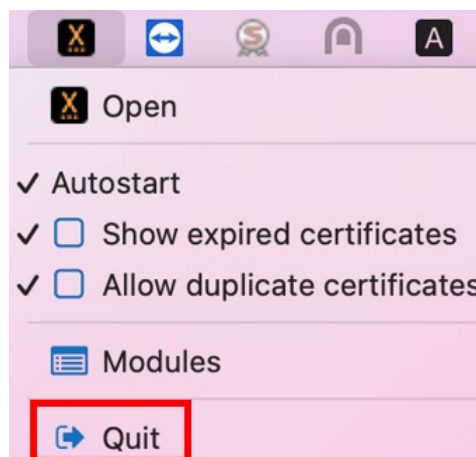 X
S
A
X
Open
Autostart
Show expired certificates
Allow duplicate certificates
Modules
Quit